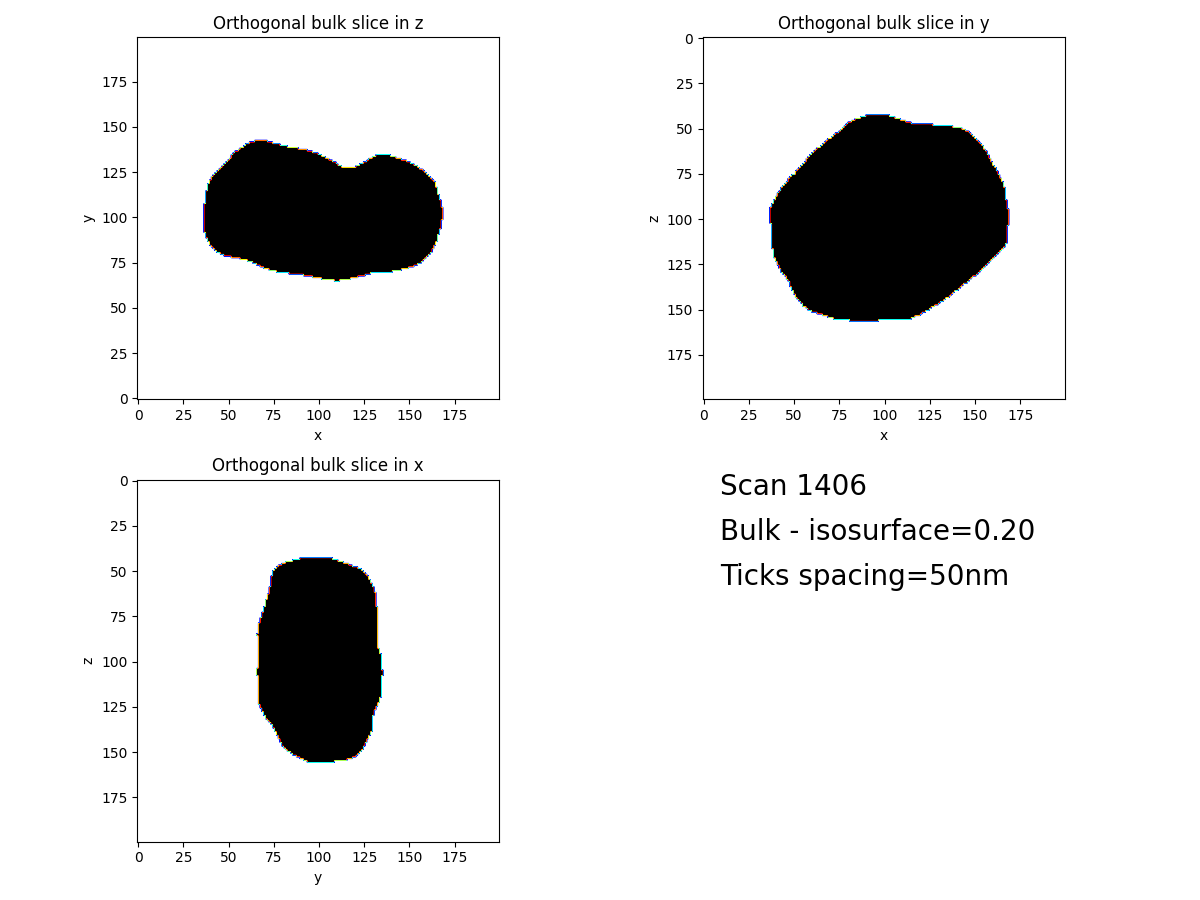 Orthogonal bulk slice in z
175
150
125
100
75
50
25
0
y
0 25 50 75 100 125 150 175
x
Orthogonal bulk slice in y
0
25
50
75
100
125
150
175
z
0 25 50 75 100 125 150 175
x
Orthogonal bulk slice in x
0
25
50
75
100
125
150
175
z
0 25 50 75 100 125 150 175
y
Scan 1406
Bulk - isosurface=0.20
Ticks spacing=50nm